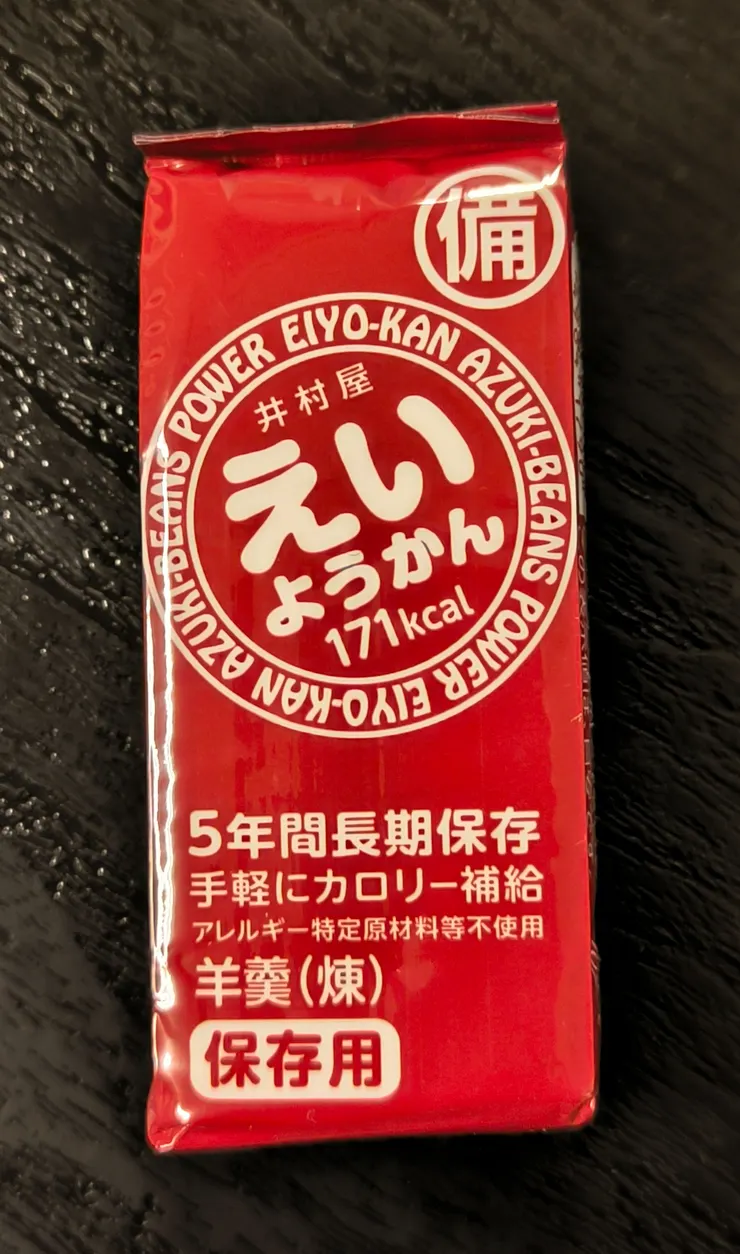 備
AZUKI-BEANS POWER EIYO-KAN AZUKI-BEANS POWER EIYO-KAN
井村屋
えい
ようかん
171kcal
5年間長期保存
手軽にカロリー補給
アレルギー特定原材料等不使用
羊羹(煉)
保存用